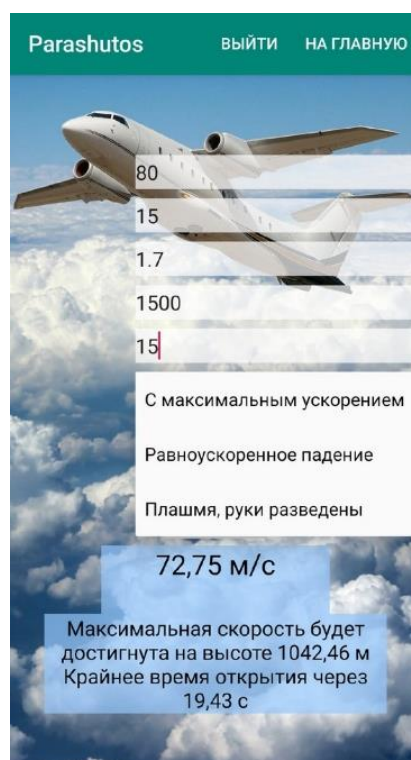 Parashutos ВЫЙТИ НА ГЛАВНУЮ
80
15
1.7
1500
15
С максимальным ускорением
Равноускоренное падение
Плашмя, руки разведены
72,75 м/с
Максимальная скорость будет
достигнута на высоте 1042,46 м
Крайнее время открытия через
19,43 с